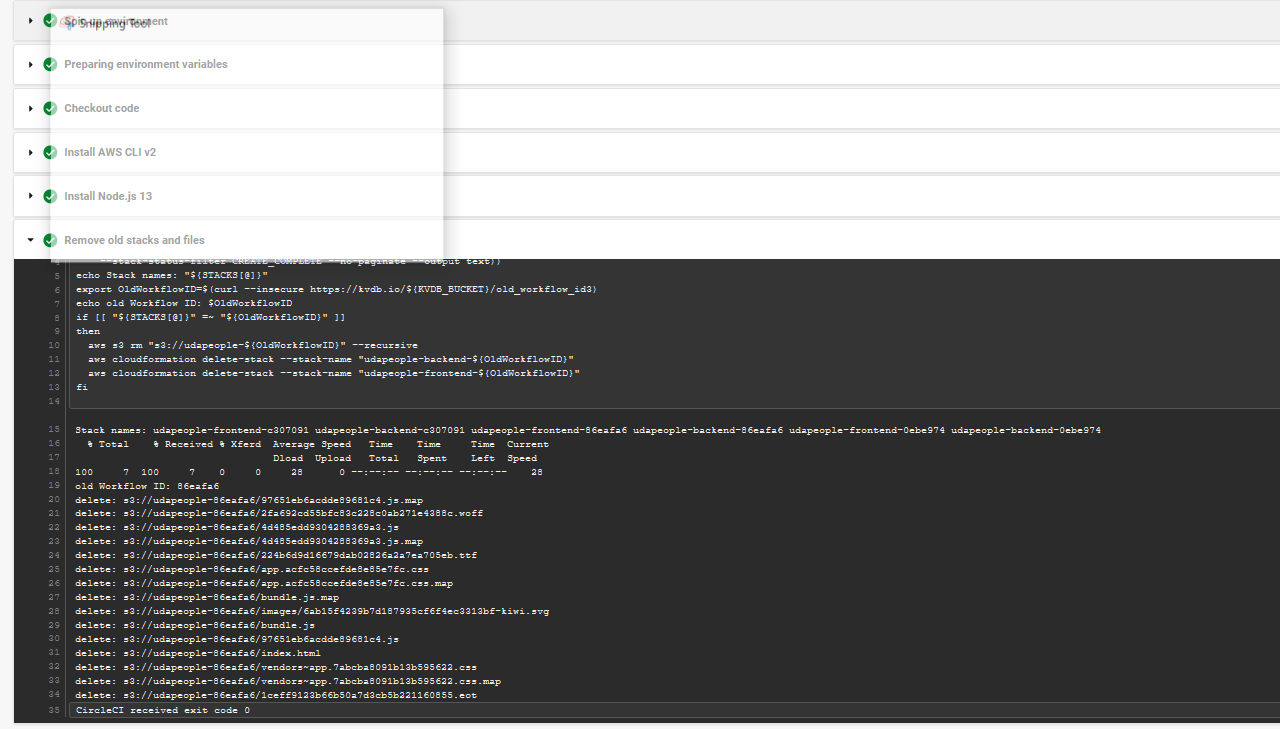 Spin up environment
Snipping Tool
Preparing environment variables
Checkout code
Install AWS CLI v2
Install Node.js 13
Remove old stacks and files
4 --stack-status-filter CREATE_COMPLETE --no-paginate --output text))
5 echo Stack names: "${STACKS[@]}"
6 export OldWorkflowID=$(curl --insecure https://kvdb.io/${KVDB_BUCKET}/old_workflow_id3)
7 echo old Workflow ID: $OldWorkflowID
8 if [[ "${STACKS[@]}" =~ "${OldWorkflowID}" ]]
9 then
10 aws s3 rm "s3://udapeople-${OldWorkflowID}" --recursive
11 aws cloudformation delete-stack --stack-name "udapeople-backend-${OldWorkflowID}"
12 aws cloudformation delete-stack --stack-name "udapeople-frontend-${OldWorkflowID}"
13 fi
14
15 Stack names: udapeople-frontend-c307091 udapeople-backend-c307091 udapeople-frontend-86eafa6 udapeople-backend-86eafa6 udapeople-frontend-0ebe974 udapeople-backend-0ebe974
16 % Total % Received % Xferd Average Speed Time Time Time Current
17 Dload Upload Total Spent Left Speed
18 100 7 100 7 0 0 28 0 --:--:-- --:--:-- --:--:-- 28
19 old Workflow ID: 86eafa6
20 delete: s3://udapeople-86eafa6/97651eb6acdde89681c4.js.map
21 delete: s3://udapeople-86eafa6/2fa692cd55bfc83c228c0ab271e4388c.woff
22 delete: s3://udapeople-86eafa6/4d485edd9304288369a3.js
23 delete: s3://udapeople-86eafa6/4d485edd9304288369a3.js.map
24 delete: s3://udapeople-86eafa6/224b6d9d16679dab02826a2a7ea705eb.ttf
25 delete: s3://udapeople-86eafa6/app.acfc58ccefde8e85e7fc.css
26 delete: s3://udapeople-86eafa6/app.acfc58ccefde8e85e7fc.css.map
27 delete: s3://udapeople-86eafa6/bundle.js.map
28 delete: s3://udapeople-86eafa6/images/6ab15f4239b7d187935cf6f4ec3313bf-kiwi.svg
29 delete: s3://udapeople-86eafa6/bundle.js
30 delete: s3://udapeople-86eafa6/97651eb6acdde89681c4.js
31 delete: s3://udapeople-86eafa6/index.html
32 delete: s3://udapeople-86eafa6/vendors~app.7abcba8091b13b595622.css
33 delete: s3://udapeople-86eafa6/vendors~app.7abcba8091b13b595622.css.map
34 delete: s3://udapeople-86eafa6/1ceff9123b66b50a7d3cb5b221160855.eot
35 CircleCI received exit code 0